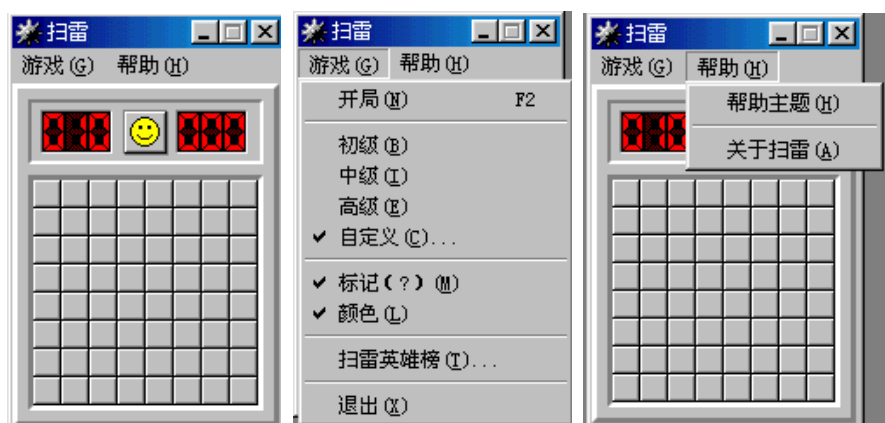 扫雷
游戏(G) 帮助(H)
扫雷
游戏(G) 帮助(H)
开局(N) F2
初级(B)
中级(I)
高级(E)
自定义(C)...
标记(?)(M)
颜色(L)
扫雷英雄榜(T)...
退出(X)
扫雷
游戏(G) 帮助(H)
帮助主题(H)
关于扫雷(A)